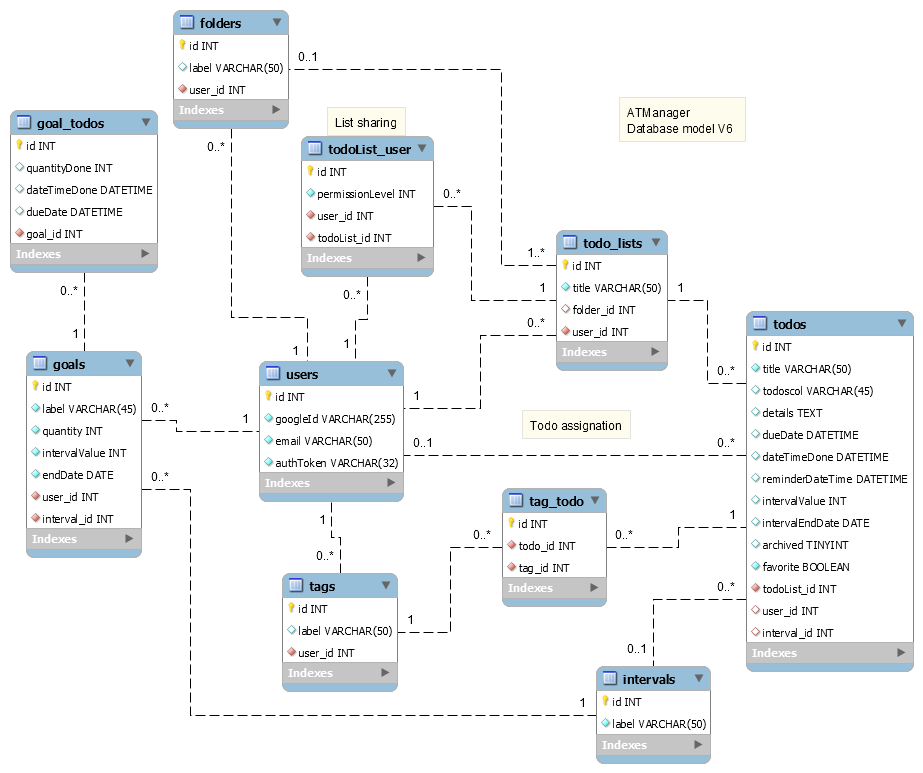 folders
id INT
label VARCHAR(50)
user_id INT
Indexes
0..1
0..*
goal_todos
id INT
quantityDone INT
dateTimeDone DATETIME
dueDate DATETIME
goal_id INT
Indexes
0..*
1
List sharing
todoList_user
id INT
permissionLevel INT
user_id INT
todoList_id INT
Indexes
0..*
0..*
1
1
ATManager
Database model V6
todo_lists
id INT
title VARCHAR(50)
folder_id INT
user_id INT
Indexes
1..*
1
0..*
1
0..*
todos
id INT
title VARCHAR(50)
todoscol VARCHAR(45)
details TEXT
dueDate DATETIME
dateTimeDone DATETIME
reminderDateTime DATETIME
intervalValue INT
intervalEndDate DATE
archived TINYINT
favorite BOOLEAN
todoList_id INT
user_id INT
interval_id INT
Indexes
goals
id INT
label VARCHAR(45)
quantity INT
intervalValue INT
endDate DATE
user_id INT
interval_id INT
Indexes
0..*
1
0..*
users
id INT
googleId VARCHAR(255)
email VARCHAR(50)
authToken VARCHAR(32)
Indexes
1
0..1
Todo assignation
0..*
1
0..*
tag_todo
id INT
todo_id INT
tag_id INT
Indexes
0..*
0..*
1
tags
id INT
label VARCHAR(50)
user_id INT
Indexes
1
0..*
0..1
intervals
id INT
label VARCHAR(50)
Indexes
1